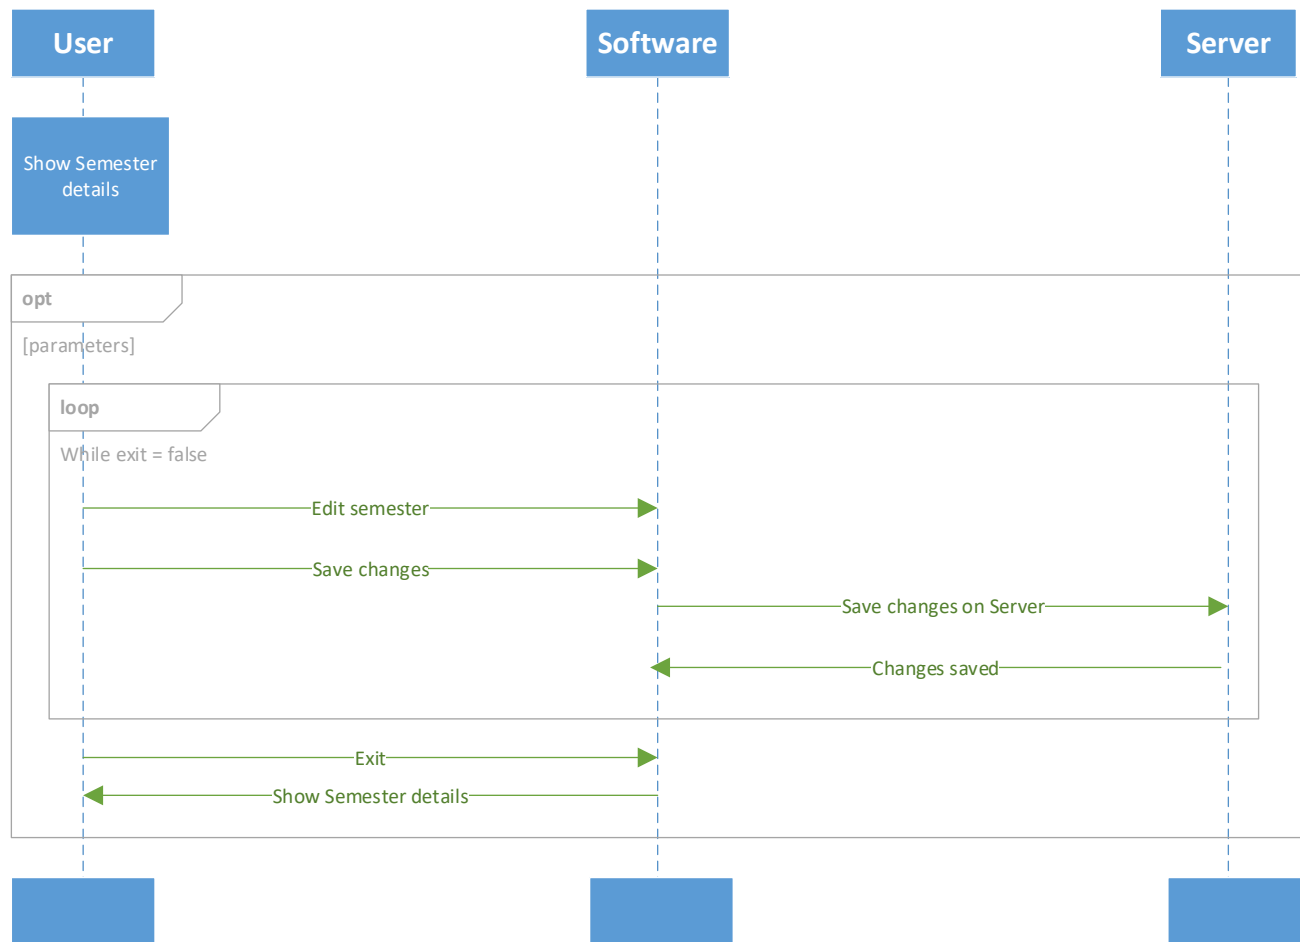 User
Software
Server
Show Semester
details
opt
[parameters]
loop
While exit = false
Edit semester
Save changes
Save changes on Server
Changes saved
Exit
Show Semester details